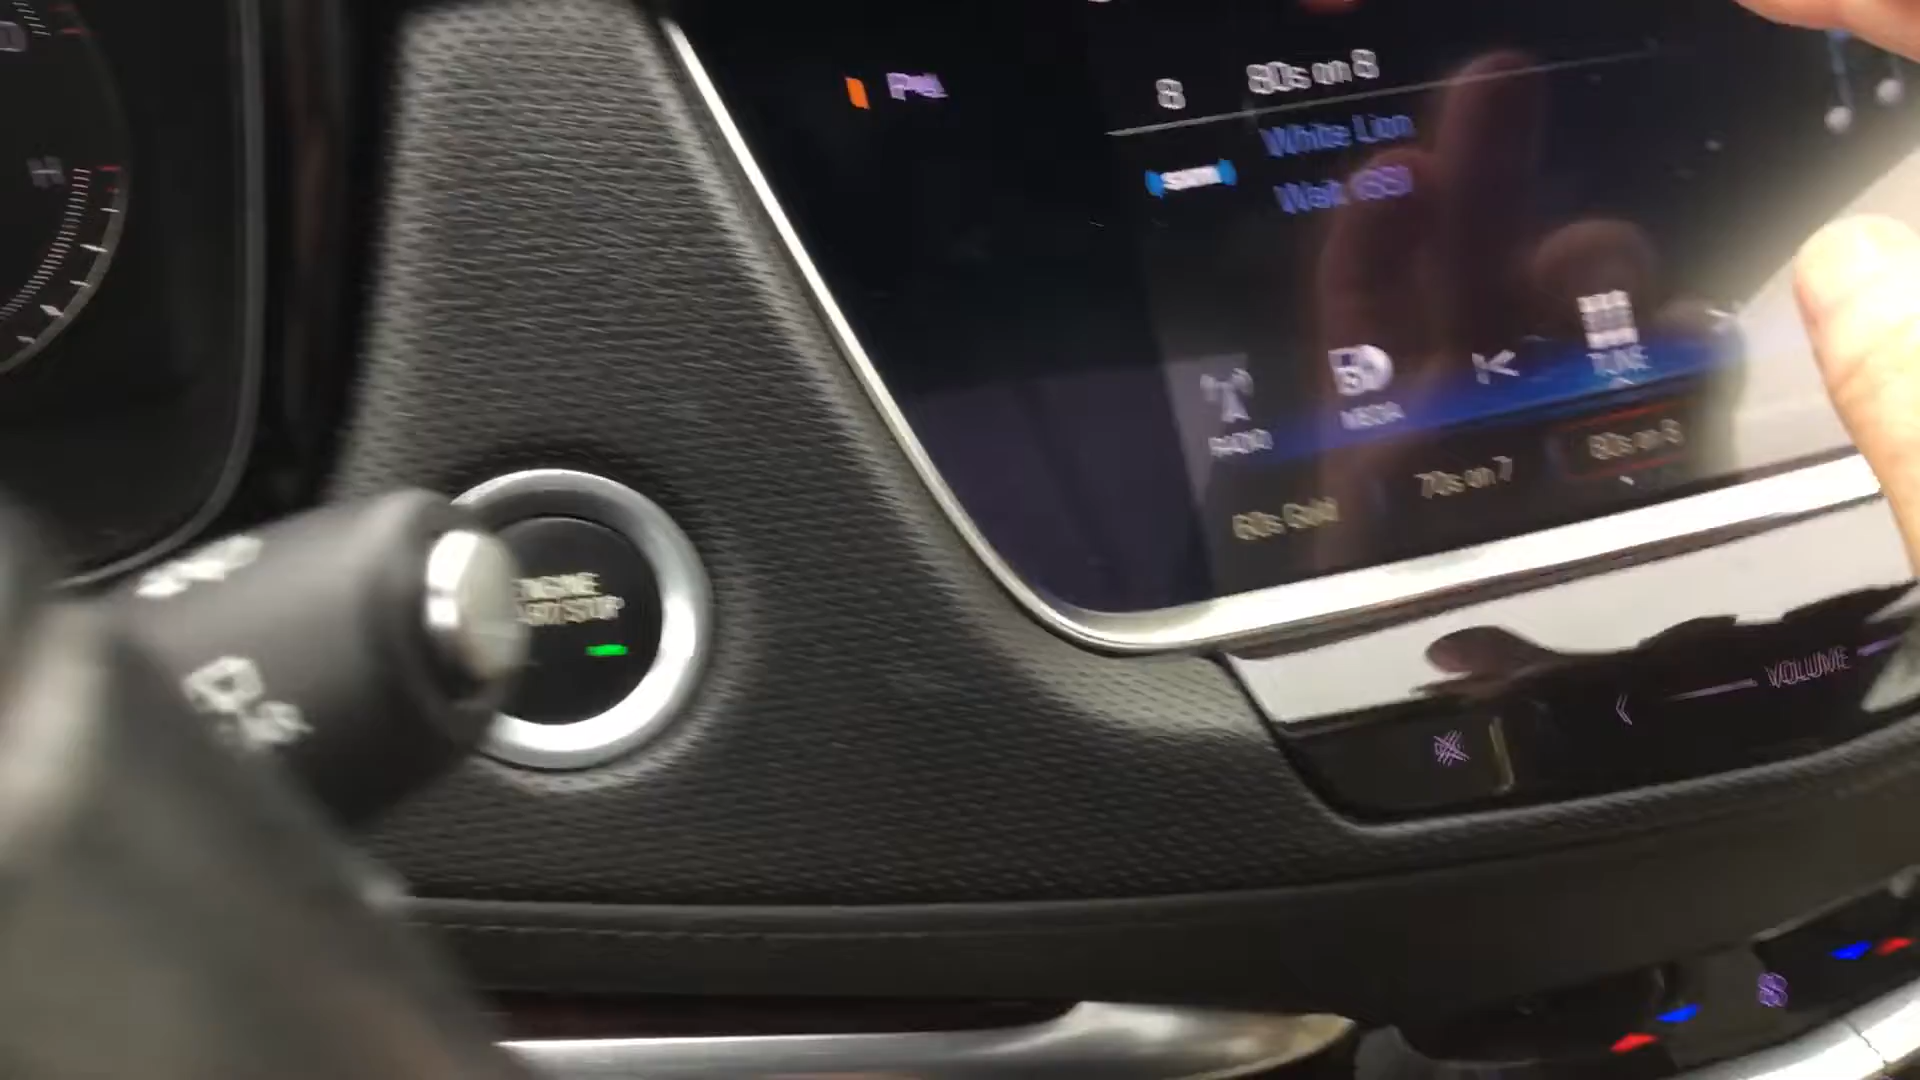 8 80s on 8
White Lion
Wait (88)
H
RADIO
MEDIA
TUNE
60s Gold
70s on 7
80s on 8
ENGINE
START/STOP
VOLUME